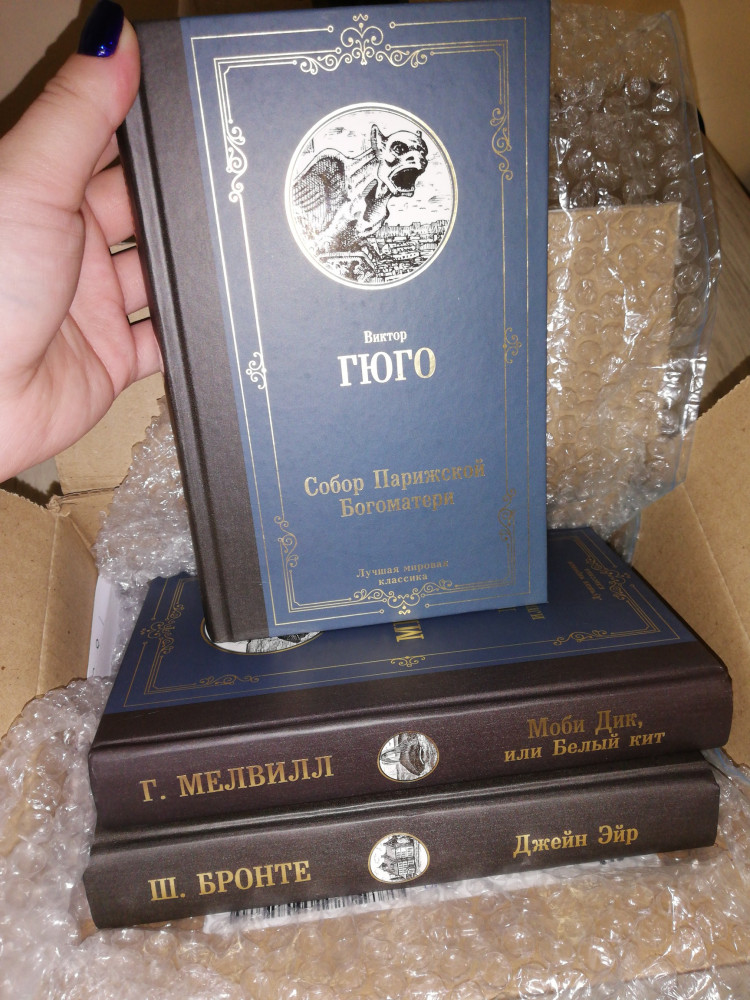 Виктор
ГЮГО
Собор Парижской
Богоматери
Лучшая мировая
классика
Г. МЕЛВИЛЛ
Моби Дик,
или Белый кит
Ш. БРОНТЕ
Джейн Эйр